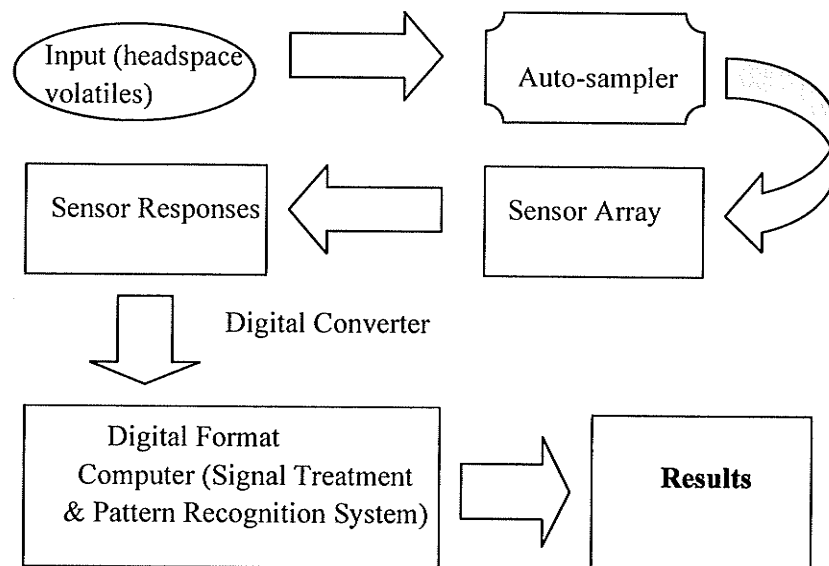 Input (headspace
volatiles)
Auto-sampler
Sensor Array
Sensor Responses
Digital Converter
Digital Format
Computer (Signal Treatment
& Pattern Recognition System)
Results